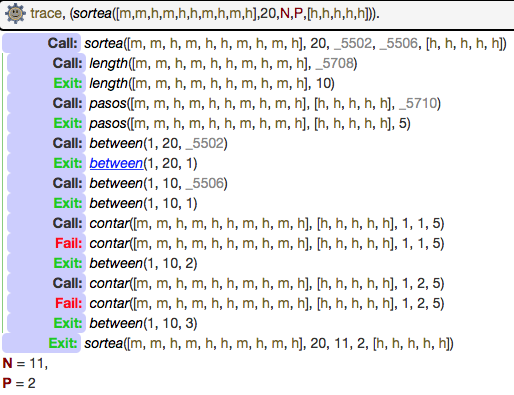 trace, (sortea([m,m,h,m,h,h,m,h,m,h],20,N,P,[h,h,h,h,h])).
Call: sortea([m, m, h, m, h, h, m, h, m, h], 20, _5502, _5506, [h, h, h, h, h])
Call: length([m, m, h, m, h, h, m, h, m, h], _5708)
Exit: length([m, m, h, m, h, h, m, h, m, h], 10)
Call: pasos([m, m, h, m, h, h, m, h, m, h], [h, h, h, h, h], _5710)
Exit: pasos([m, m, h, m, h, h, m, h, m, h], [h, h, h, h, h], 5)
Call: between(1, 20, _5502)
Exit: between(1, 20, 1)
Call: between(1, 10, _5506)
Exit: between(1, 10, 1)
Call: contar([m, m, h, m, h, h, m, h, m, h], [h, h, h, h, h], 1, 1, 5)
Fail: contar([m, m, h, m, h, h, m, h, m, h], [h, h, h, h, h], 1, 1, 5)
Exit: between(1, 10, 2)
Call: contar([m, m, h, m, h, h, m, h, m, h], [h, h, h, h, h], 1, 2, 5)
Fail: contar([m, m, h, m, h, h, m, h, m, h], [h, h, h, h, h], 1, 2, 5)
Exit: between(1, 10, 3)
Exit: sortea([m, m, h, m, h, h, m, h, m, h], 20, 11, 2, [h, h, h, h, h])
N = 11,
P = 2